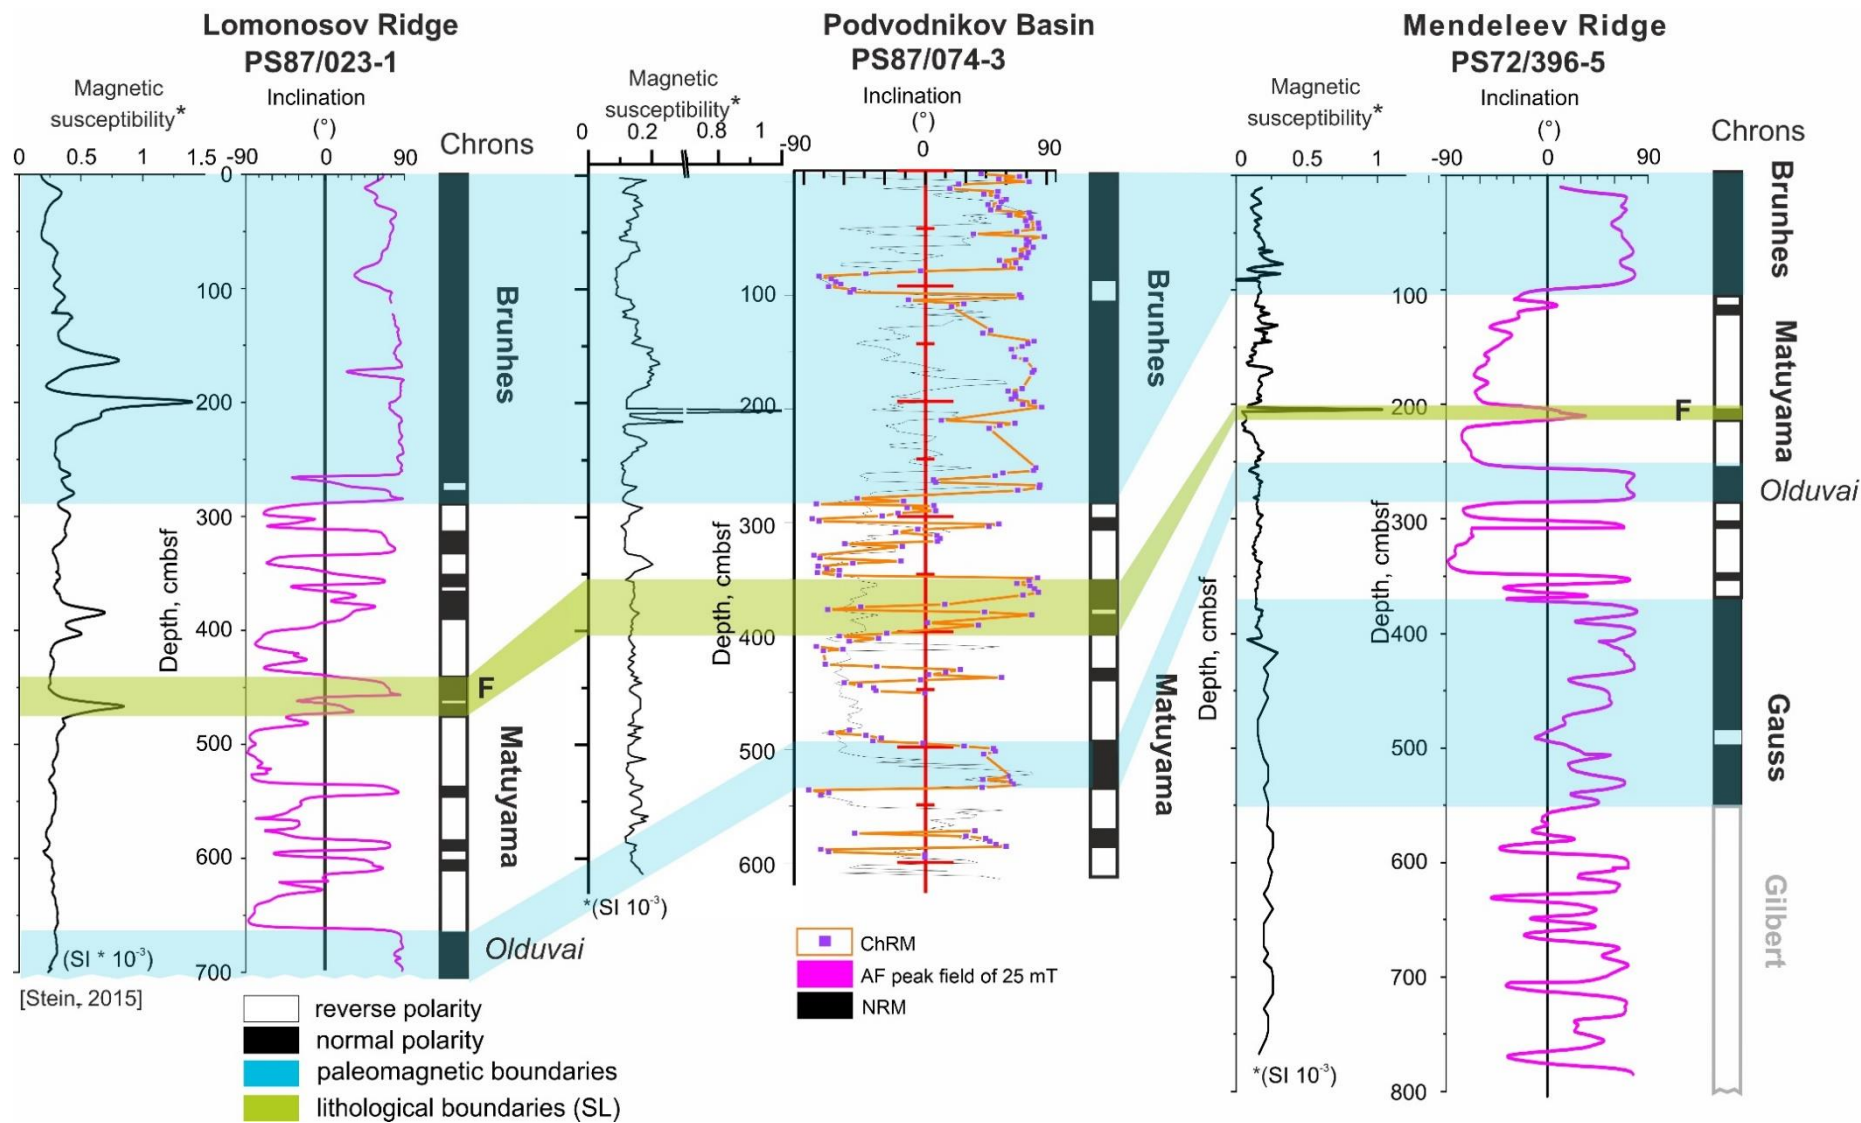 Lomonosov Ridge
PS87/023-1
Magnetic
susceptibility*
Inclination
(°)
Chrons
0 0.5 1 1.5
-90 0 90
0
100
200
300
400
500
600
700
Depth, cmbsf
Brunhes
F
Matuyama
Olduvai
(SI * 10⁻³)
[Stein, 2015]
Podvodnikov Basin
PS87/074-3
Magnetic
susceptibility*
Inclination
(°)
0 0.2 0.8 1
-90 0 90
100
200
300
400
500
600
Depth, cmbsf
Brunhes
Matuyama
*(SI 10⁻³)
Mendeleev Ridge
PS72/396-5
Magnetic
susceptibility*
Inclination
(°)
Chrons
0 0.5 1
-90 0 90
100
200
300
400
500
600
700
800
Depth, cmbsf
Depth, cmbsf
Brunhes
Matuyama
F
Olduvai
Gauss
Gilbert
*(SI 10⁻³)
reverse polarity
normal polarity
paleomagnetic boundaries
lithological boundaries (SL)
ChRM
AF peak field of 25 mT
NRM